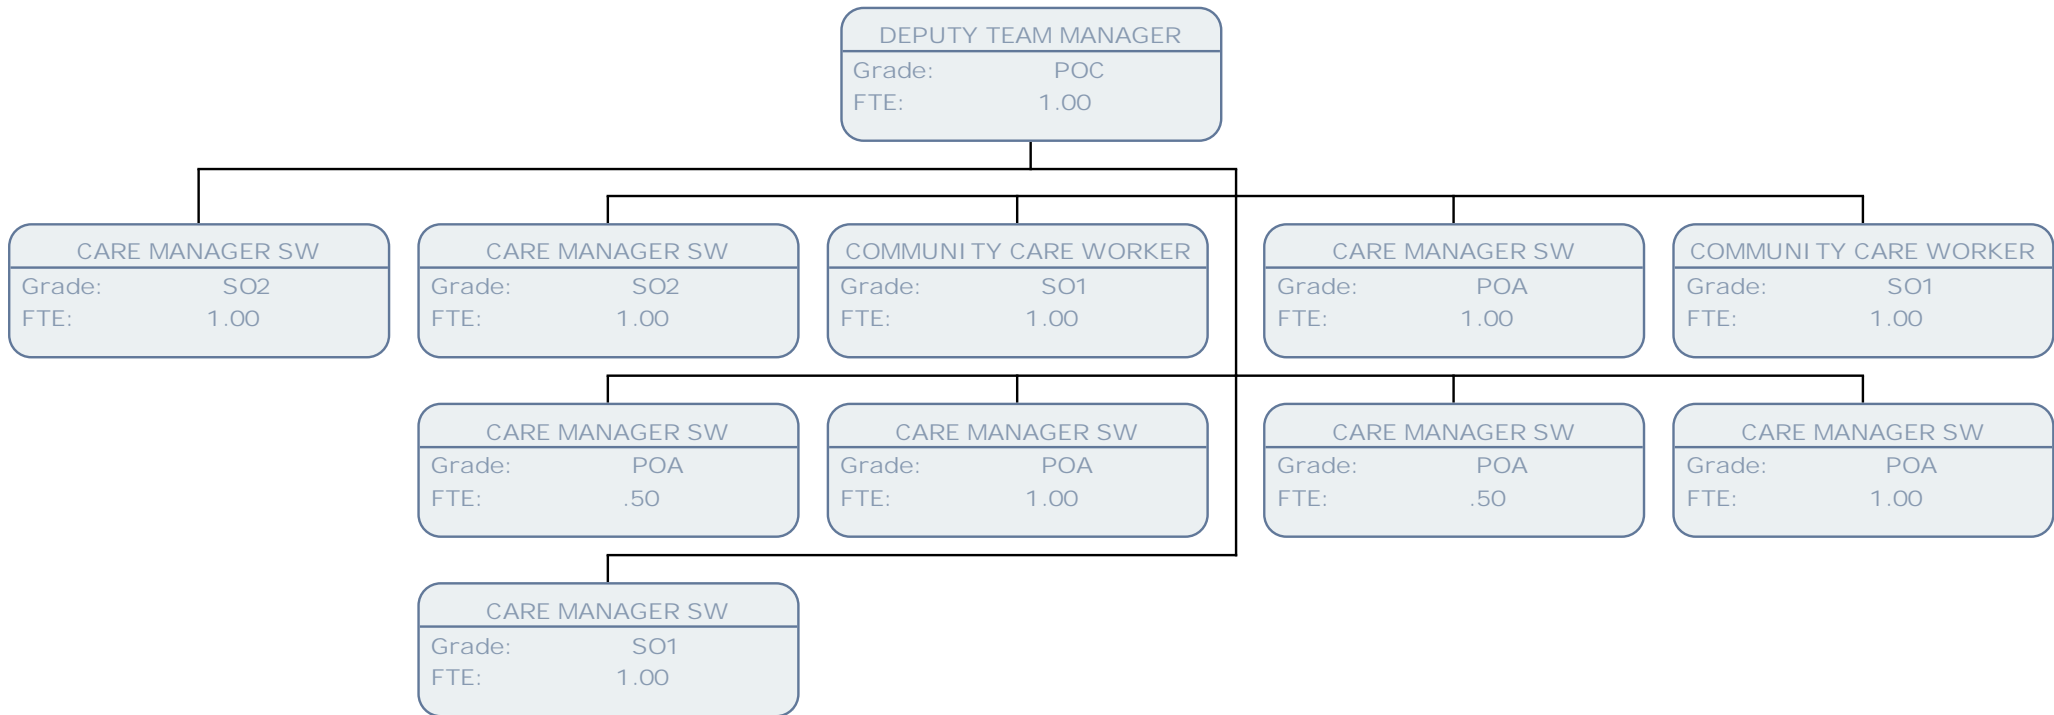 DEPUTY TEAM MANAGER
Grade: POC
FTE: 1.00
CARE MANAGER SW
Grade: SO2
FTE: 1.00
CARE MANAGER SW
Grade: SO2
FTE: 1.00
COMMUNITY CARE WORKER
Grade: SO1
FTE: 1.00
CARE MANAGER SW
Grade: POA
FTE: 1.00
COMMUNITY CARE WORKER
Grade: SO1
FTE: 1.00
CARE MANAGER SW
Grade: POA
FTE: .50
CARE MANAGER SW
Grade: POA
FTE: 1.00
CARE MANAGER SW
Grade: POA
FTE: .50
CARE MANAGER SW
Grade: POA
FTE: 1.00
CARE MANAGER SW
Grade: SO1
FTE: 1.00